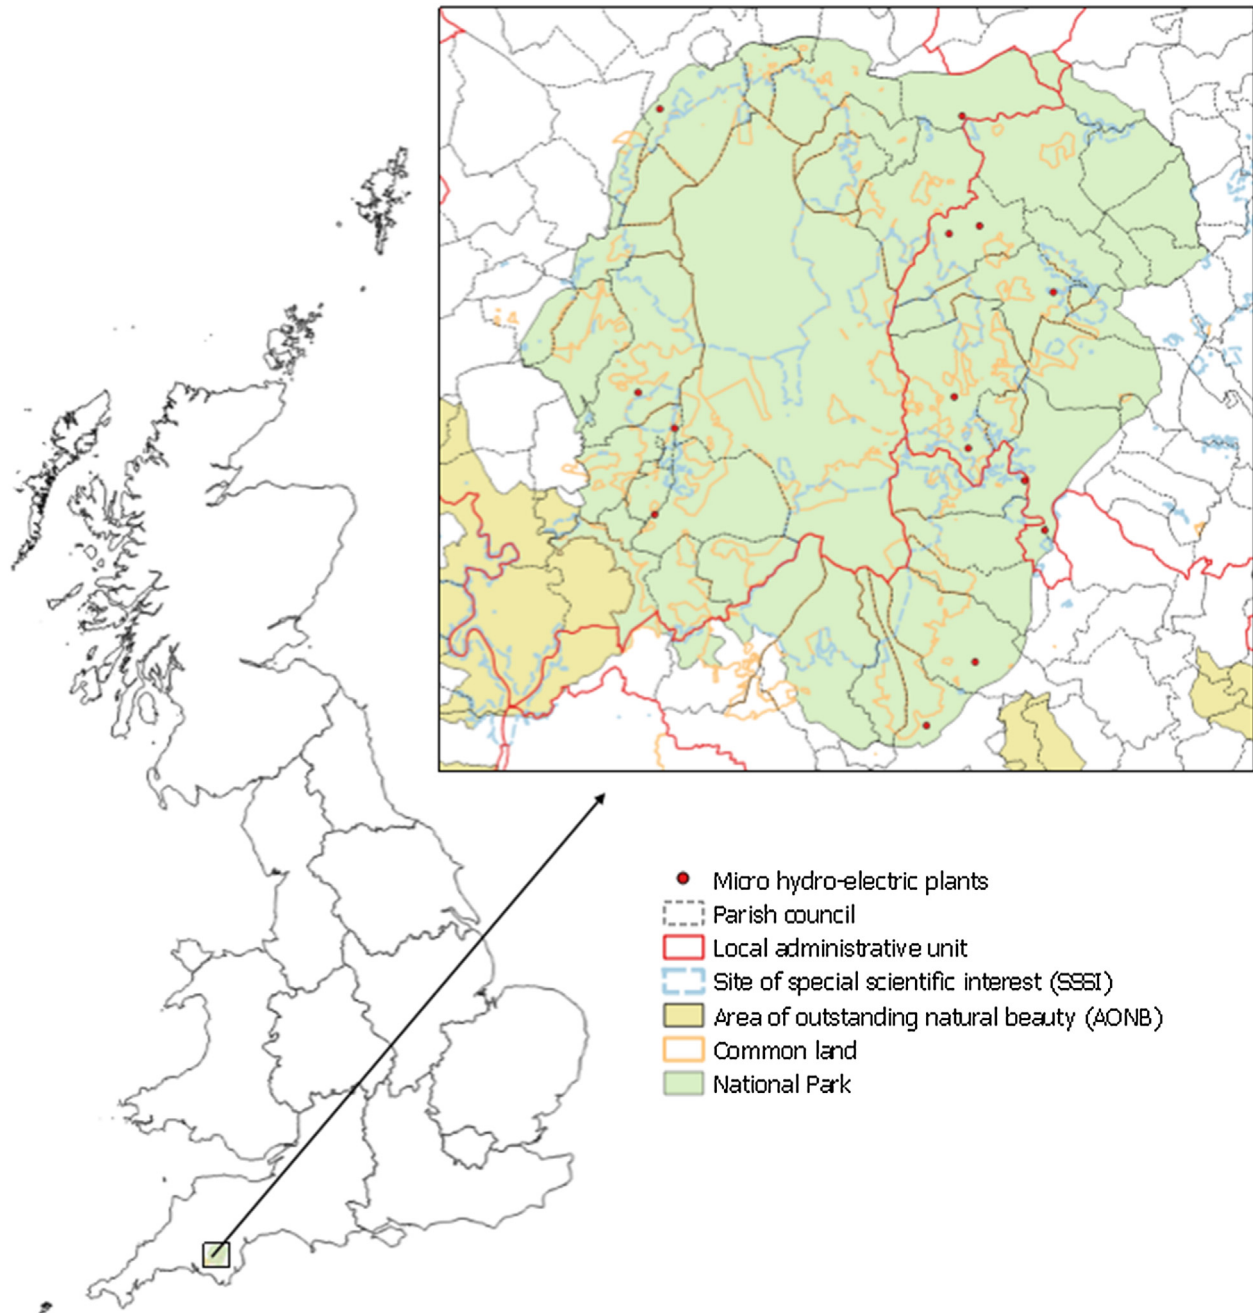 Micro hydro-electric plants
Parish council
Local administrative unit
Site of special scientific interest (SSSI)
Area of outstanding natural beauty (AONB)
Common land
National Park